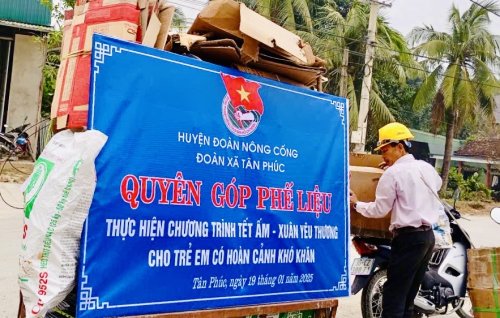 HUYỆN ĐOÀN NÔNG CỐNG
ĐOÀN XÃ TÂN PHÚC
QUYÊN GÓP PHẾ LIỆU
THỰC HIỆN CHƯƠNG TRÌNH TẾT ẤM - XUÂN YÊU THƯƠNG
CHO TRẺ EM CÓ HOÀN CẢNH KHÓ KHĂN
Tân Phúc, ngày 19 tháng 01 năm 2025
952S